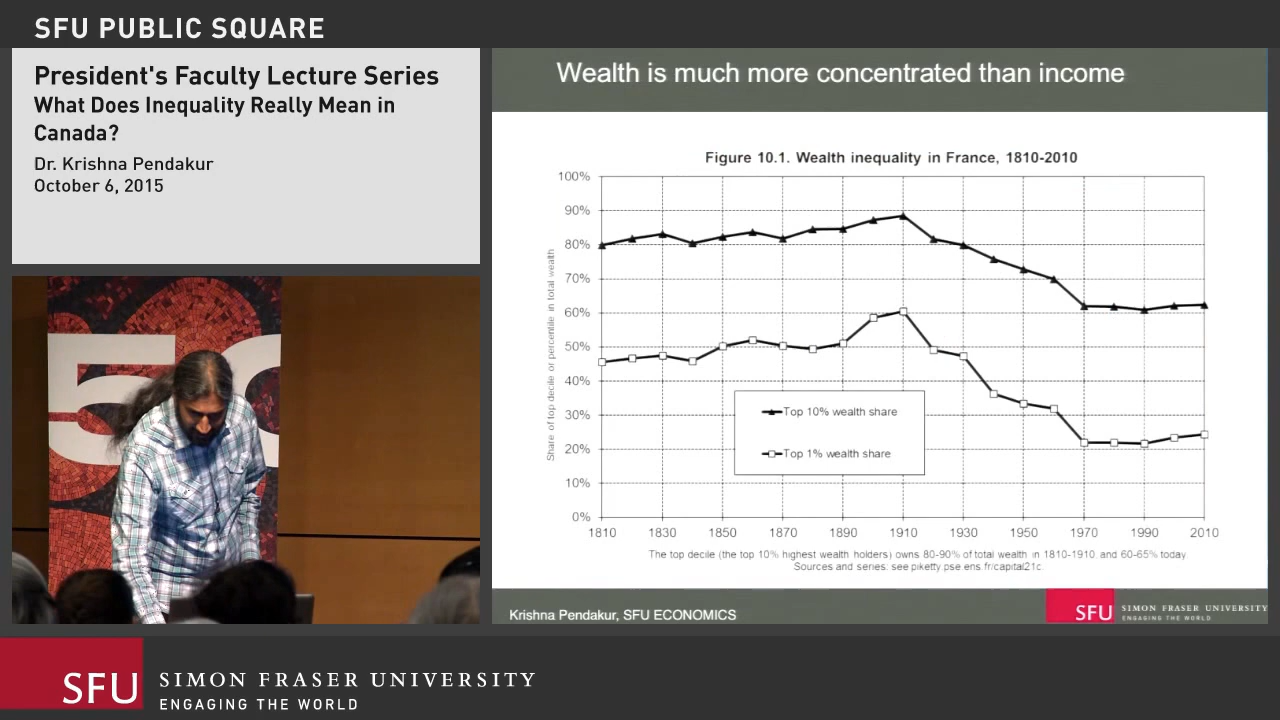 SFU PUBLIC SQUARE
President's Faculty Lecture Series
What Does Inequality Really Mean in
Canada?
Dr. Krishna Pendakur
October 6, 2015
50
Wealth is much more concentrated than income
Figure 10.1. Wealth inequality in France, 1810-2010
100%
90%
80%
70%
60%
50%
40%
30%
20%
10%
0%
Share of top decile or percentile in total wealth
Top 10% wealth share
Top 1% wealth share
1810 1830 1850 1870 1890 1910 1930 1950 1970 1990 2010
The top decile (the top 10% highest wealth holders) owns 80-90% of total wealth in 1810-1910, and 60-65% today.
Sources and series: see piketty.pse.ens.fr/capital21c.
Krishna Pendakur, SFU ECONOMICS
SFU SIMON FRASER UNIVERSITY
ENGAGING THE WORLD
SFU SIMON FRASER UNIVERSITY
ENGAGING THE WORLD